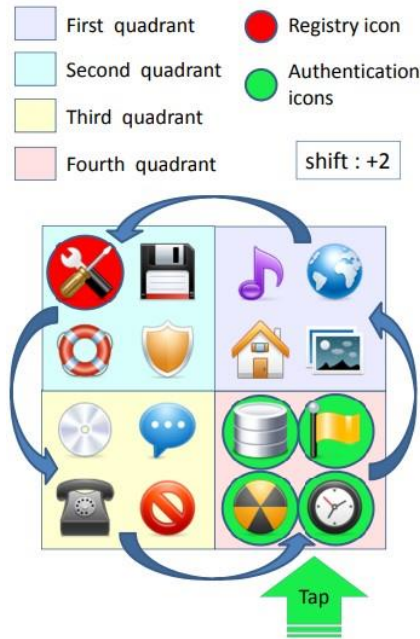 First quadrant
Registry icon
Second quadrant
Authentication
icons
Third quadrant
Fourth quadrant
shift : +2
Tap